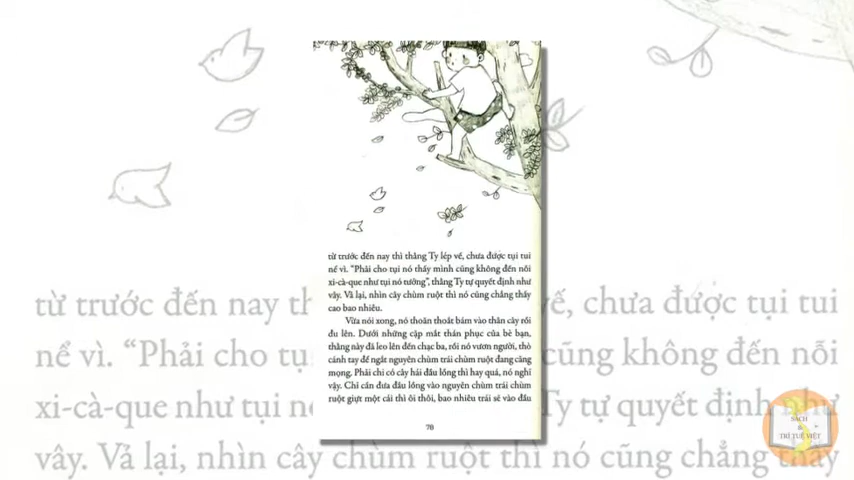 từ trước đến nay thì thằng Ty lép vế, chưa được tụi tui
nể vì. “Phải cho tụi nó thấy mình cũng không đến nỗi
xi-cà-que như tụi nó tưởng”, thằng Ty tự quyết định như
vậy. Vả lại, nhìn cây chùm ruột thì nó cũng chẳng thấy
cao bao nhiêu.
Vừa nói xong, nó thoăn thoắt bám vào thân cây rồi
đu lên. Dưới những cặp mắt thán phục của bè bạn,
thằng này đã leo lên đến chạc ba, rồi nó vươn người, thò
cánh tay để ngắt nguyên chùm trái chùm ruột đang căng
mọng. Phải chi có cây hái đầu lồng thì hay quá, nó nghĩ
vậy. Chỉ cần đưa đầu lồng vào nguyên chùm trái chùm
ruột giựt một cái thì ôi thôi, bao nhiêu trái sẽ vào đầu
78
từ trước đến nay th
vế, chưa được tụi tui
nể vì. “Phải cho tụ
cũng không đến nỗi
xi-cà-que như tụi n
Ty tự quyết định như
vậy. Vả lại, nhìn cây chùm ruột thì nó cũng chẳng thấy
SÁCH
&
TRÍ TUỆ VIỆT